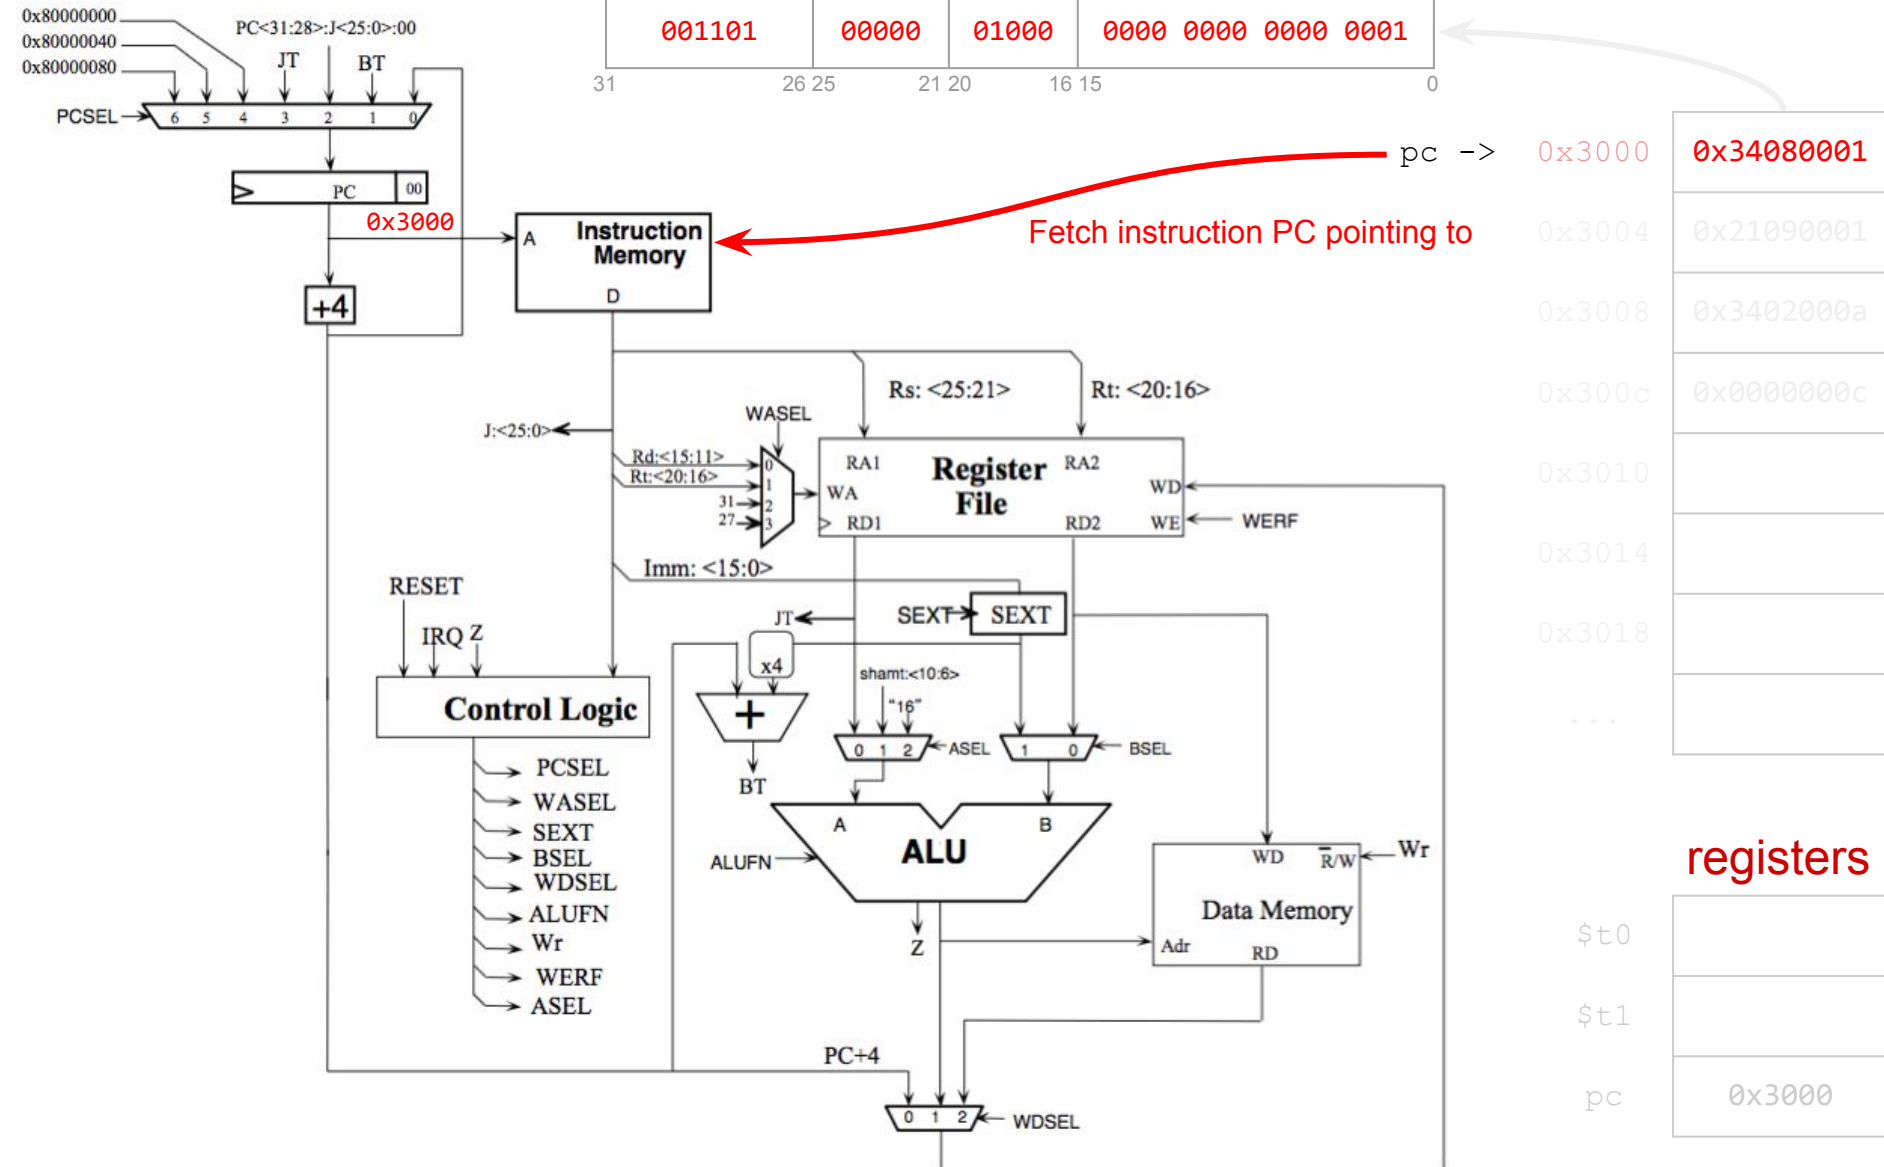 0x80000000
0x80000040
0x80000080
PC<31:28>:J<25:0>:00
JT
BT
PCSEL
6 5 4 3 2 1 0
PC 00
0x3000
+4
A
Instruction
Memory
D
001101 00000 01000 0000 0000 0000 0001
31 26 25 21 20 16 15 0
pc -> 0x3000 0x34080001
Fetch instruction PC pointing to
0x3004 0x21090001
0x3008 0x3402000a
0x300c 0x0000000c
0x3010
0x3014
0x3018
...
Rs: <25:21>
Rt: <20:16>
WASEL
J:<25:0>
Rd:<15:11>
Rt:<20:16>
31
27
0
1
2
3
RA1
Register
File
RA2
WA
WD
RD1
RD2
WE
WERF
Imm: <15:0>
RESET
IRQ
Z
JT
SEXT
SEXT
x4
shamt:<10:6>
"16"
+
Control Logic
0 1 2
ASEL
1 0
BSEL
BT
PCSEL
WASEL
SEXT
BSEL
WDSEL
ALUFN
Wr
WERF
ASEL
A
B
ALU
ALUFN
Z
WD
R/W
Wr
Data Memory
Adr
RD
PC+4
0 1 2
WDSEL
registers
$t0
$t1
pc 0x3000